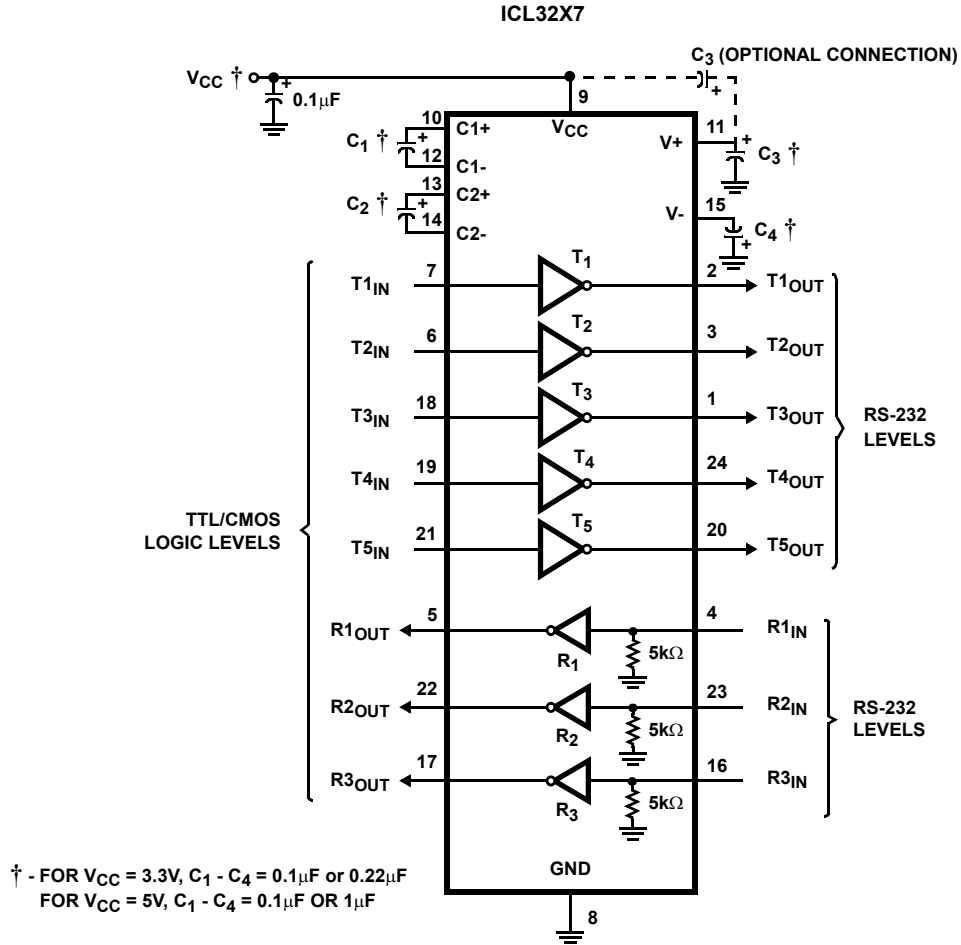 ICL32X7
C3 (OPTIONAL CONNECTION)
VCC †
+
0.1μF
9
VCC
+
10
C1+
C1 †
+
12
C1-
13
C2+
C2 †
+
14
C2-
11
V+
+
C3 †
15
V-
C4 †
+
T1IN
7
T1
2
T1OUT
T2IN
6
T2
3
T2OUT
T3IN
18
T3
1
T3OUT
T4IN
19
T4
24
T4OUT
T5IN
21
T5
20
T5OUT
RS-232
LEVELS
TTL/CMOS
LOGIC LEVELS
R1OUT
5
R1
5kΩ
4
R1IN
R2OUT
22
R2
5kΩ
23
R2IN
R3OUT
17
R3
5kΩ
16
R3IN
RS-232
LEVELS
GND
8
† - FOR VCC = 3.3V, C1 - C4 = 0.1μF or 0.22μF
FOR VCC = 5V, C1 - C4 = 0.1μF OR 1μF